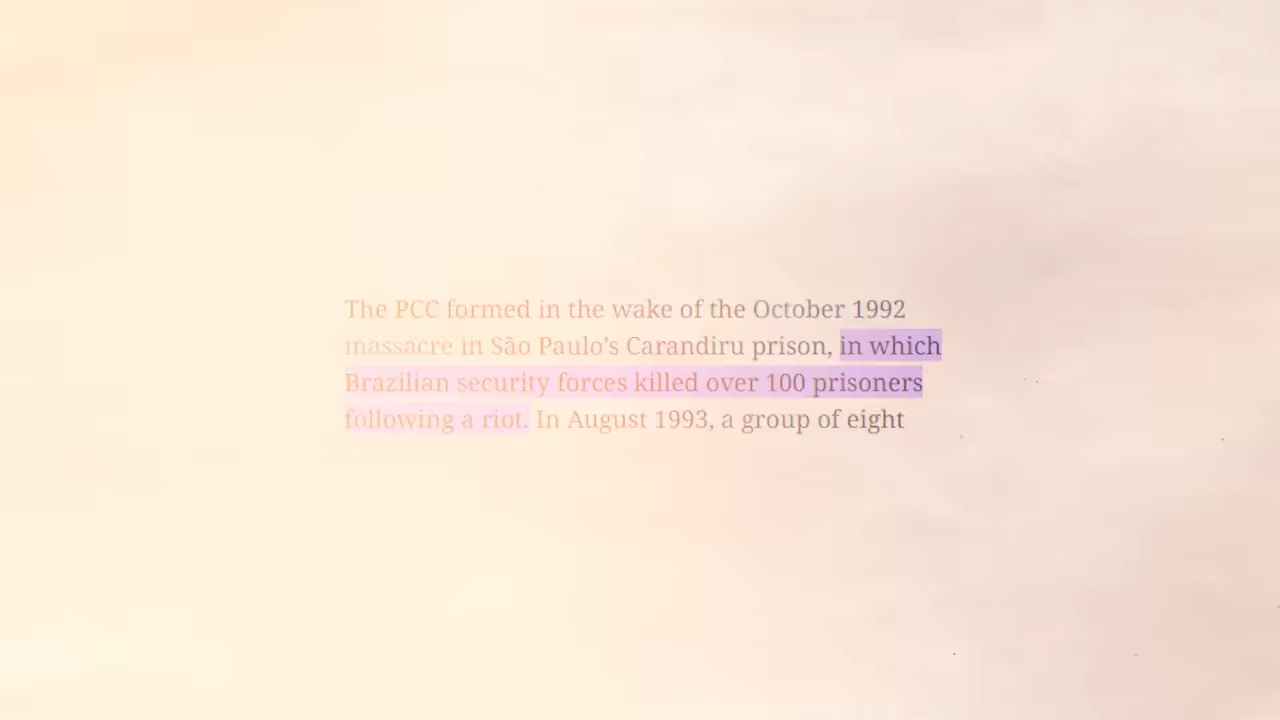 The PCC formed in the wake of the October 1992
massacre in São Paulo’s Carandiru prison, in which
Brazilian security forces killed over 100 prisoners
following a riot. In August 1993, a group of eight